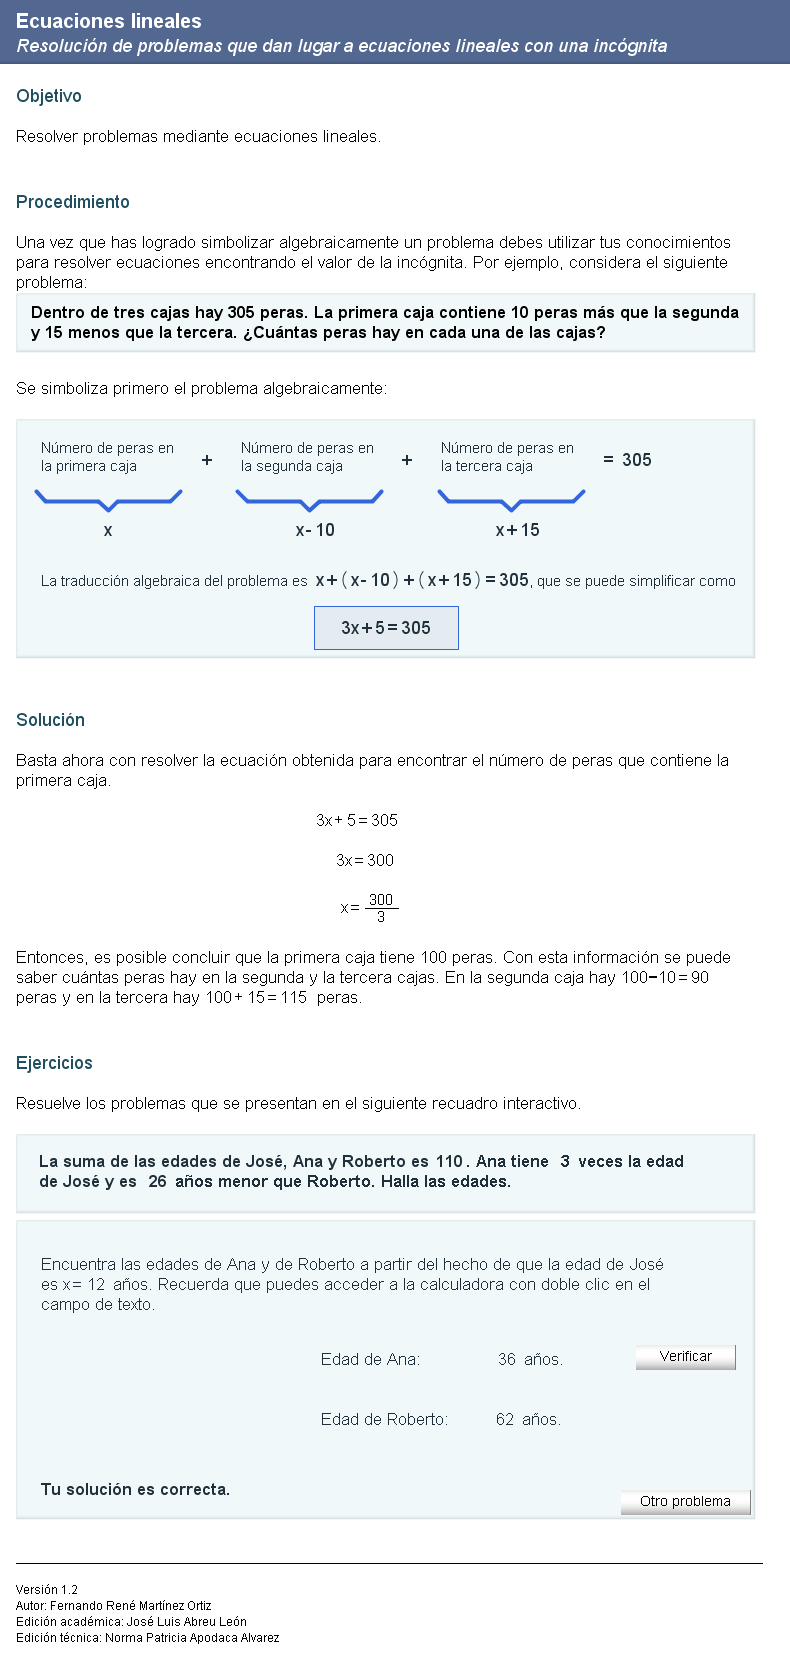 Ecuaciones lineales
Resolución de problemas que dan lugar a ecuaciones lineales con una incógnita
Objetivo
Resolver problemas mediante ecuaciones lineales.
Procedimiento
Una vez que has logrado simbolizar algebraicamente un problema debes utilizar tus conocimientos
para resolver ecuaciones encontrando el valor de la incógnita. Por ejemplo, considera el siguiente
problema:
Dentro de tres cajas hay 305 peras. La primera caja contiene 10 peras más que la segunda
y 15 menos que la tercera. ¿Cuántas peras hay en cada una de las cajas?
Se simboliza primero el problema algebraicamente:
Número de peras en la primera caja + Número de peras en la segunda caja + Número de peras en la tercera caja = 305
x x-10 x+15
La traducción algebraica del problema es x+(x-10)+(x+15)=305, que se puede simplificar como
3x+5=305
Solución
Basta ahora con resolver la ecuación obtenida para encontrar el número de peras que contiene la
primera caja.
3x+5=305
3x=300
x=300/3
Entonces, es posible concluir que la primera caja tiene 100 peras. Con esta información se puede
saber cuántas peras hay en la segunda y la tercera cajas. En la segunda caja hay 100−10=90
peras y en la tercera hay 100+15=115 peras.
Ejercicios
Resuelve los problemas que se presentan en el siguiente recuadro interactivo.
La suma de las edades de José, Ana y Roberto es 110. Ana tiene 3 veces la edad
de José y es 26 años menor que Roberto. Halla las edades.
Encuentra las edades de Ana y de Roberto a partir del hecho de que la edad de José
es x= 12 años. Recuerda que puedes acceder a la calculadora con doble clic en el
campo de texto.
Edad de Ana: 36 años. Verificar
Edad de Roberto: 62 años.
Tu solución es correcta.
Otro problema
Versión 1.2
Autor: Fernando René Martínez Ortiz
Edición académica: José Luis Abreu León
Edición técnica: Norma Patricia Apodaca Alvarez